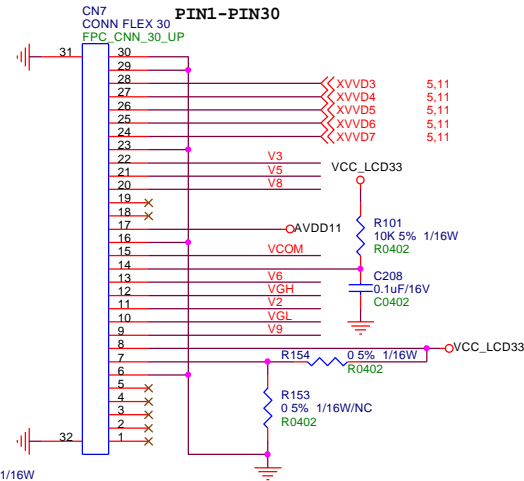 CN7
PIN1-PIN30
CONN FLEX 30
FPC_CNN_30_UP
31
30
29
28
XVVD3
5,11
27
XVVD4
5,11
26
XVVD5
5,11
25
XVVD6
5,11
24
XVVD7
5,11
23
22
V3
VCC_LCD33
21
V5
20
V8
19
18
17
AVDD11
R101
10K 5% 1/16W
R0402
16
15
VCOM
14
13
V6
C208
0.1uF/16V
C0402
12
VGH
11
V2
10
VGL
9
V9
8
VCC_LCD33
7
R154
0 5% 1/16W
R0402
6
5
R153
0 5% 1/16W/NC
R0402
4
3
2
32
1
1/16W